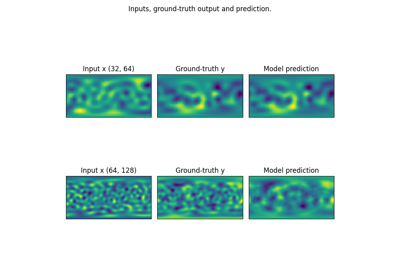 Inputs, ground-truth output and prediction.
Input x (32, 64) Ground-truth y Model prediction
Input x (64, 128) Ground-truth y Model prediction